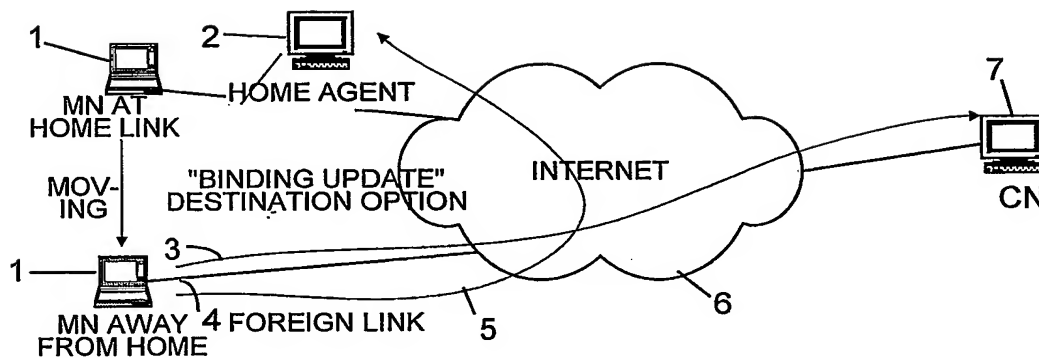 1
2
7
HOME AGENT
MN AT
HOME LINK
INTERNET
CN
MOV-
ING
"BINDING UPDATE"
DESTINATION OPTION
3
1
4
FOREIGN LINK
5
6
MN AWAY
FROM HOME